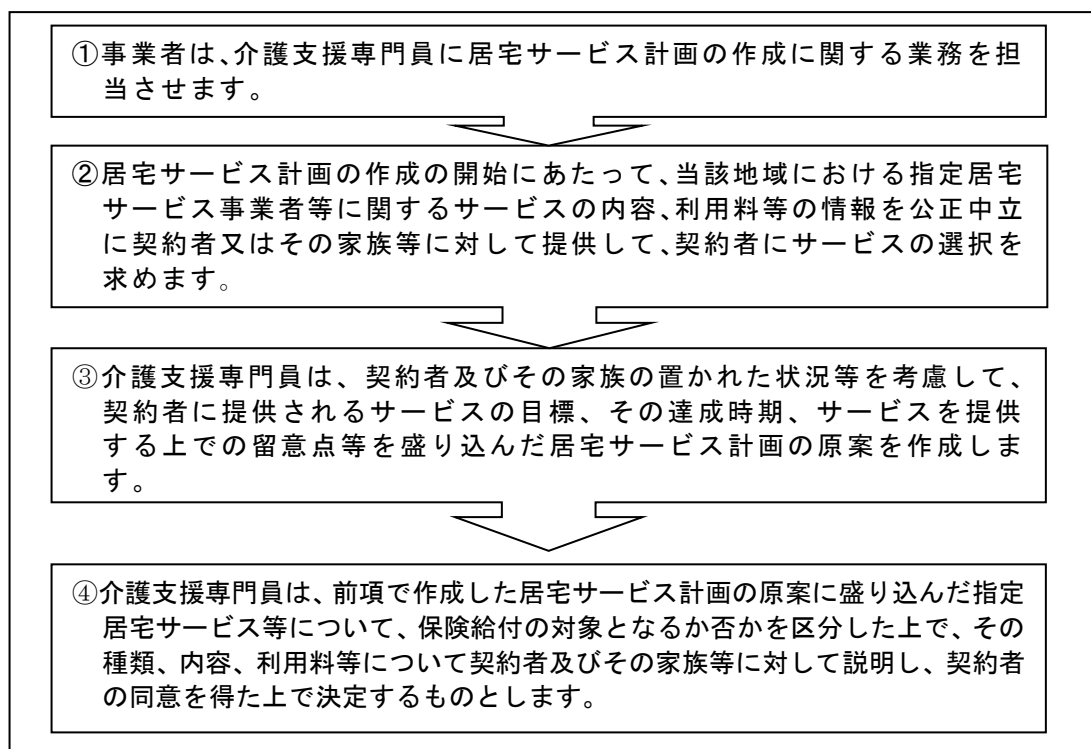 ①事業者は、介護支援専門員に居宅サービス計画の作成に関する業務を担
当させます。
②居宅サービス計画の作成の開始にあたって、当該地域における指定居宅
サービス事業者等に関するサービスの内容、利用料等の情報を公正中立
に契約者又はその家族等に対して提供して、契約者にサービスの選択を
求めます。
③介護支援専門員は、契約者及びその家族の置かれた状況等を考慮して、
契約者に提供されるサービスの目標、その達成時期、サービスを提供
する上での留意点等を盛り込んだ居宅サービス計画の原案を作成しま
す。
④介護支援専門員は、前項で作成した居宅サービス計画の原案に盛り込んだ指定
居宅サービス等について、保険給付の対象となるか否かを区分した上で、その
種類、内容、利用料等について契約者及びその家族等に対して説明し、契約者
の同意を得た上で決定するものとします。